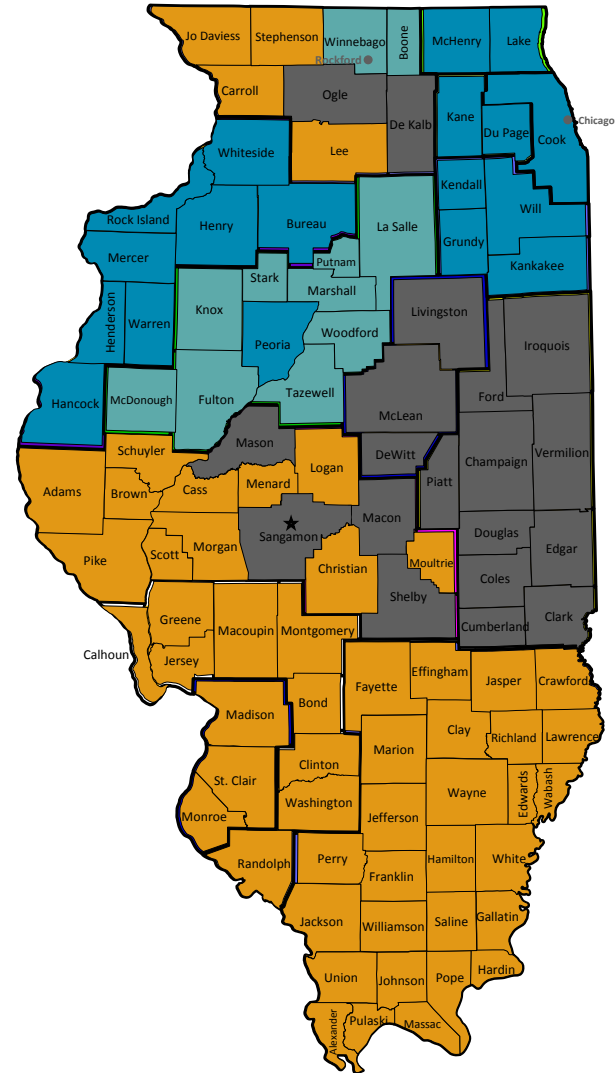 Jo Daviess
Stephenson
Winnebago
Boone
McHenry
Lake
Rockford
Carroll
Ogle
De Kalb
Kane
Du Page
Cook
Chicago
Whiteside
Lee
Kendall
Will
Rock Island
Henry
Bureau
La Salle
Grundy
Mercer
Putnam
Kankakee
Stark
Marshall
Henderson
Warren
Knox
Peoria
Woodford
Livingston
Iroquois
Hancock
McDonough
Fulton
Tazewell
McLean
Ford
Mason
Schuyler
Logan
DeWitt
Champaign
Vermilion
Adams
Brown
Cass
Menard
Piatt
Macon
Sangamon
Pike
Scott
Morgan
Christian
Moultrie
Douglas
Edgar
Coles
Shelby
Greene
Macoupin
Montgomery
Cumberland
Clark
Calhoun
Jersey
Effingham
Jasper
Crawford
Fayette
Madison
Bond
Clay
Richland
Lawrence
Marion
Clinton
St. Clair
Washington
Wayne
Edwards
Wabash
Monroe
Jefferson
Randolph
Perry
Hamilton
White
Franklin
Jackson
Williamson
Saline
Gallatin
Union
Johnson
Pope
Hardin
Alexander
Pulaski
Massac